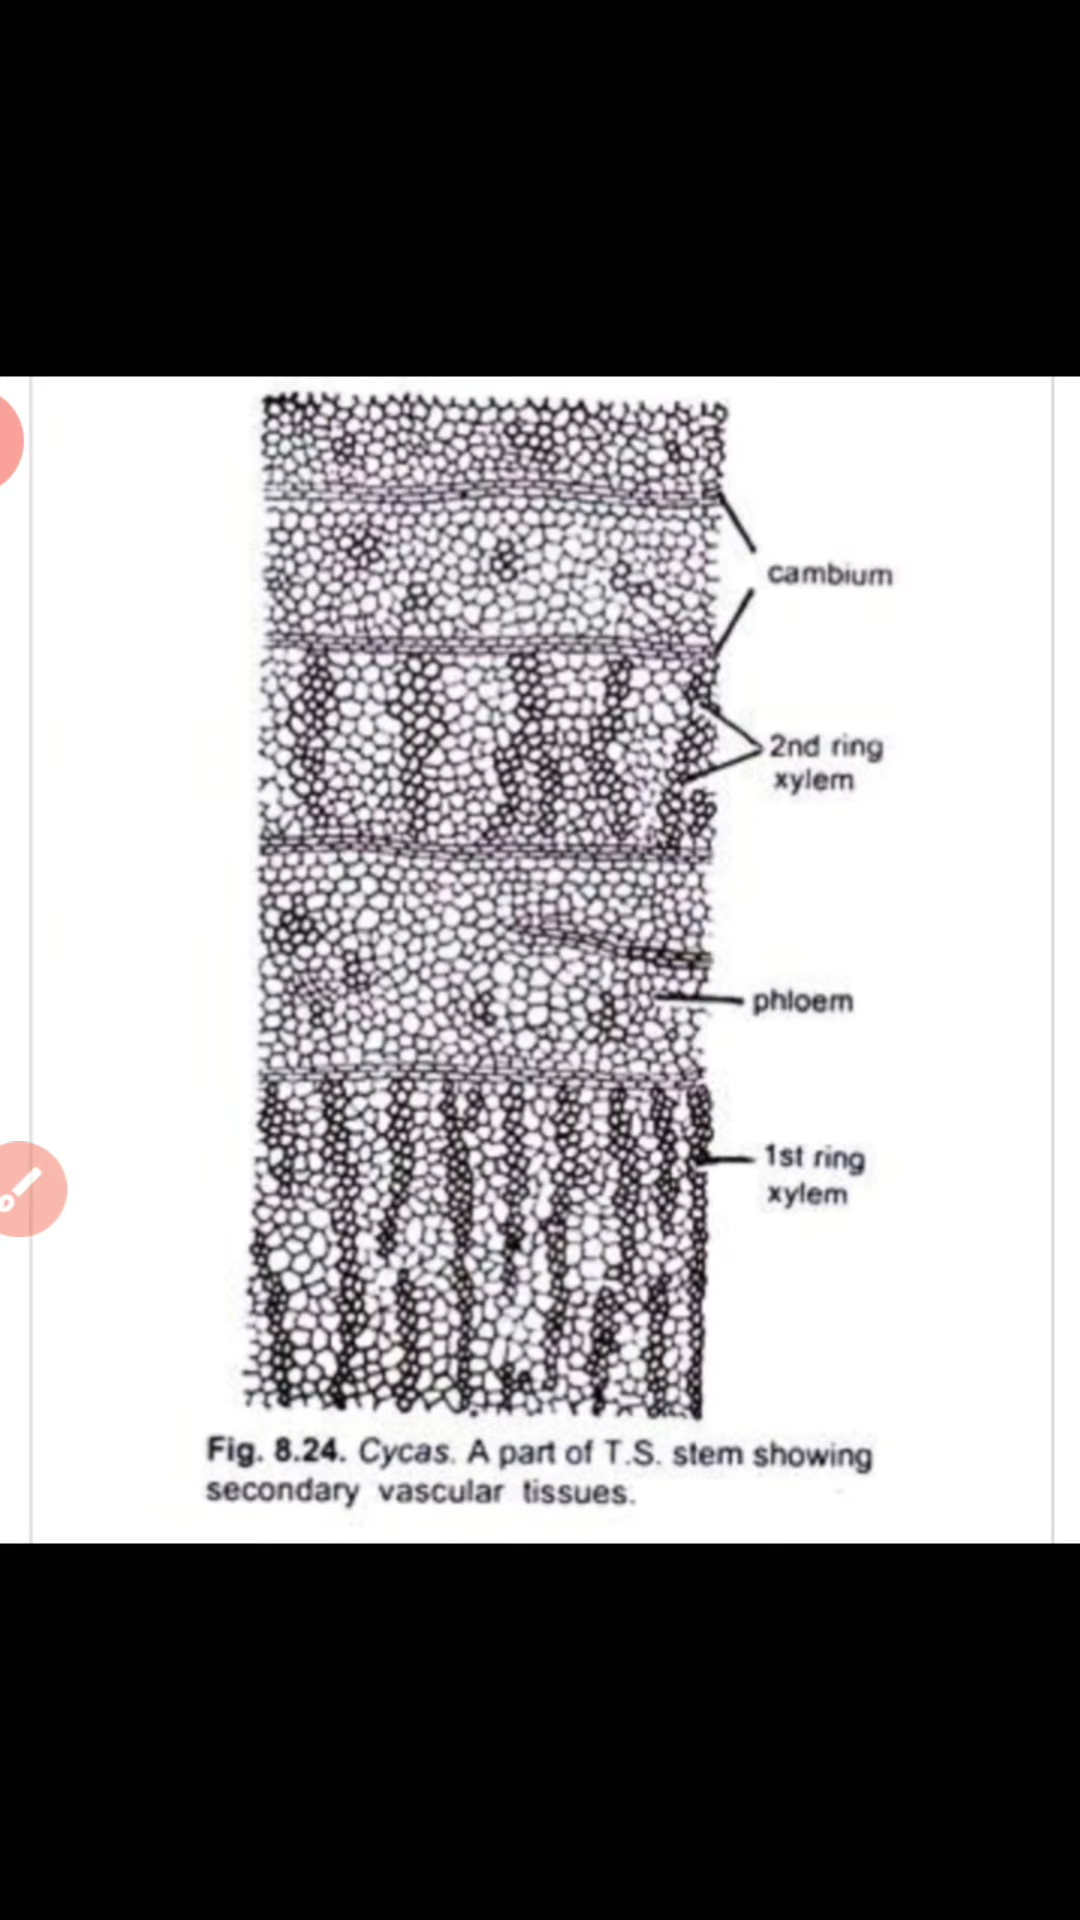 cambium
2nd ring
xylem
phloem
1st ring
xylem
Fig. 8.24. Cycas. A part of T.S. stem showing
secondary vascular tissues.